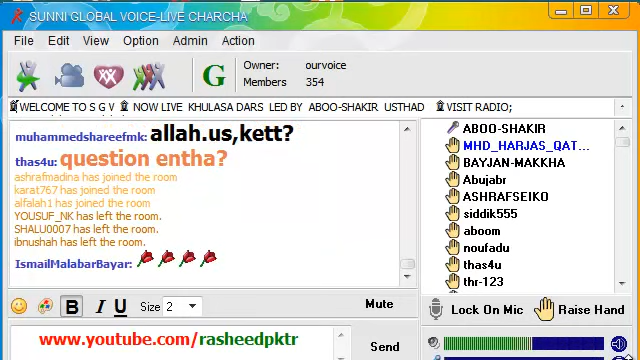 SUNNI GLOBAL VOICE-LIVE CHARCHA
File Edit View Option Admin Action
G
Owner: ourvoice
Members 354
WELCOME TO S G V NOW LIVE KHULASA DARS LED BY ABOO-SHAKIR USTHAD VISIT RADIO;
muhammedshareefmk: allah.us,kett?
thas4u: question entha?
ashrafmadina has joined the room
karat767 has joined the room
alfalah1 has joined the room
YOUSUF_NK has left the room.
SHALU0007 has left the room.
ibnushah has left the room.
IsmailMalabarBayar:
ABOO-SHAKIR
MHD_HARJAS_QAT...
BAYJAN-MAKKHA
Abujabr
ASHRAFSEIKO
siddik555
aboom
noufadu
thas4u
thr-123
B I U Size 2 Mute
Lock On Mic Raise Hand
www.youtube.com/rasheedpktr
Send